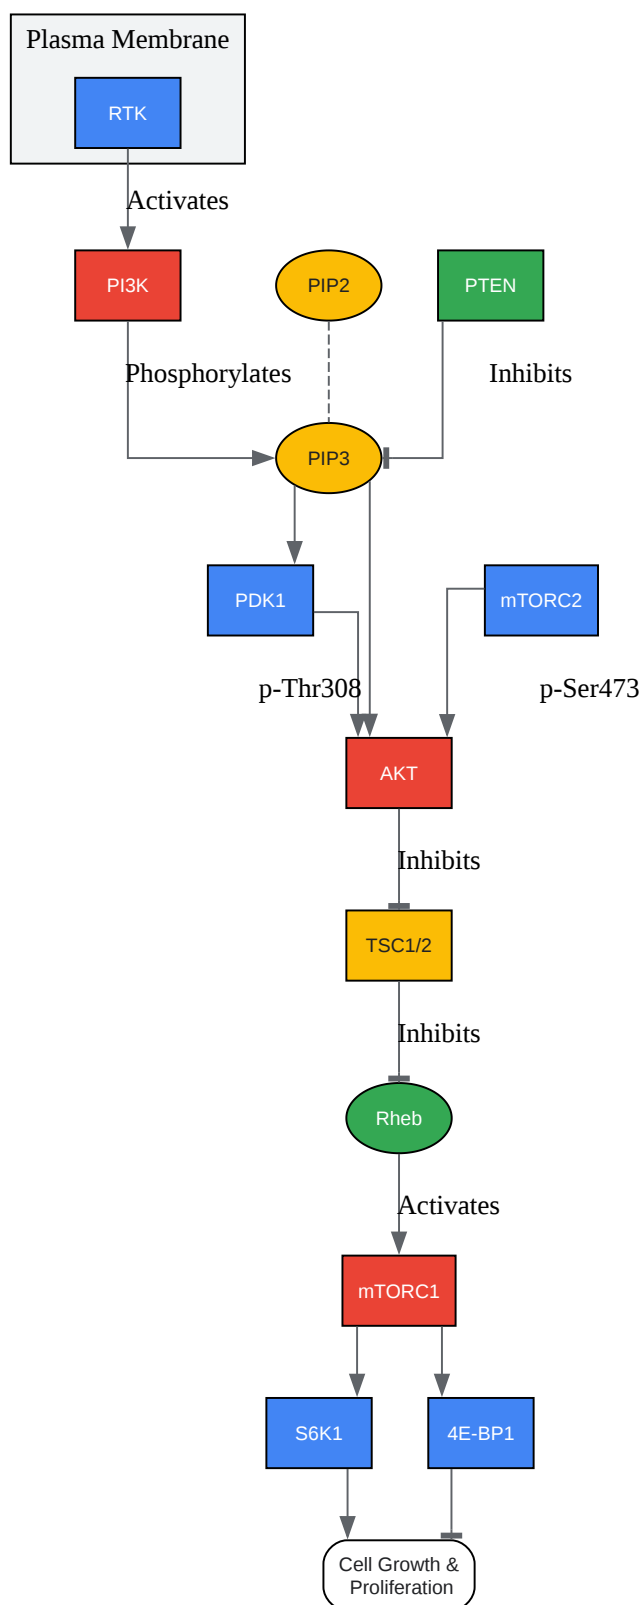 Plasma Membrane
RTK
Activates
PI3K
PIP2
PTEN
Phosphorylates
Inhibits
PIP3
PDK1
mTORC2
p-Thr308
p-Ser473
AKT
Inhibits
TSC1/2
Inhibits
Rheb
Activates
mTORC1
S6K1
4E-BP1
Cell Growth &
Proliferation